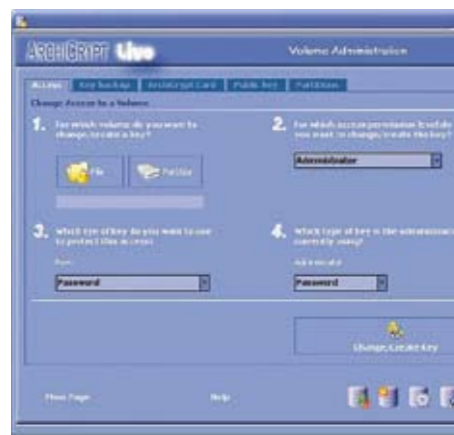 ARCHICRYPT Live
Volume Administration
Access Key backup ArchiCrypt Card Public key Partition
Change Access to a Volume
1. For which volume do you want to change/create a key?
2. For which access permission level do you want to change/create the key?
File Partition
Administrator
3. Which type of key do you want to use to protect this access?
4. Which type of key is the administrator currently using?
Password
Password
Change/Create Key
Main Page Help